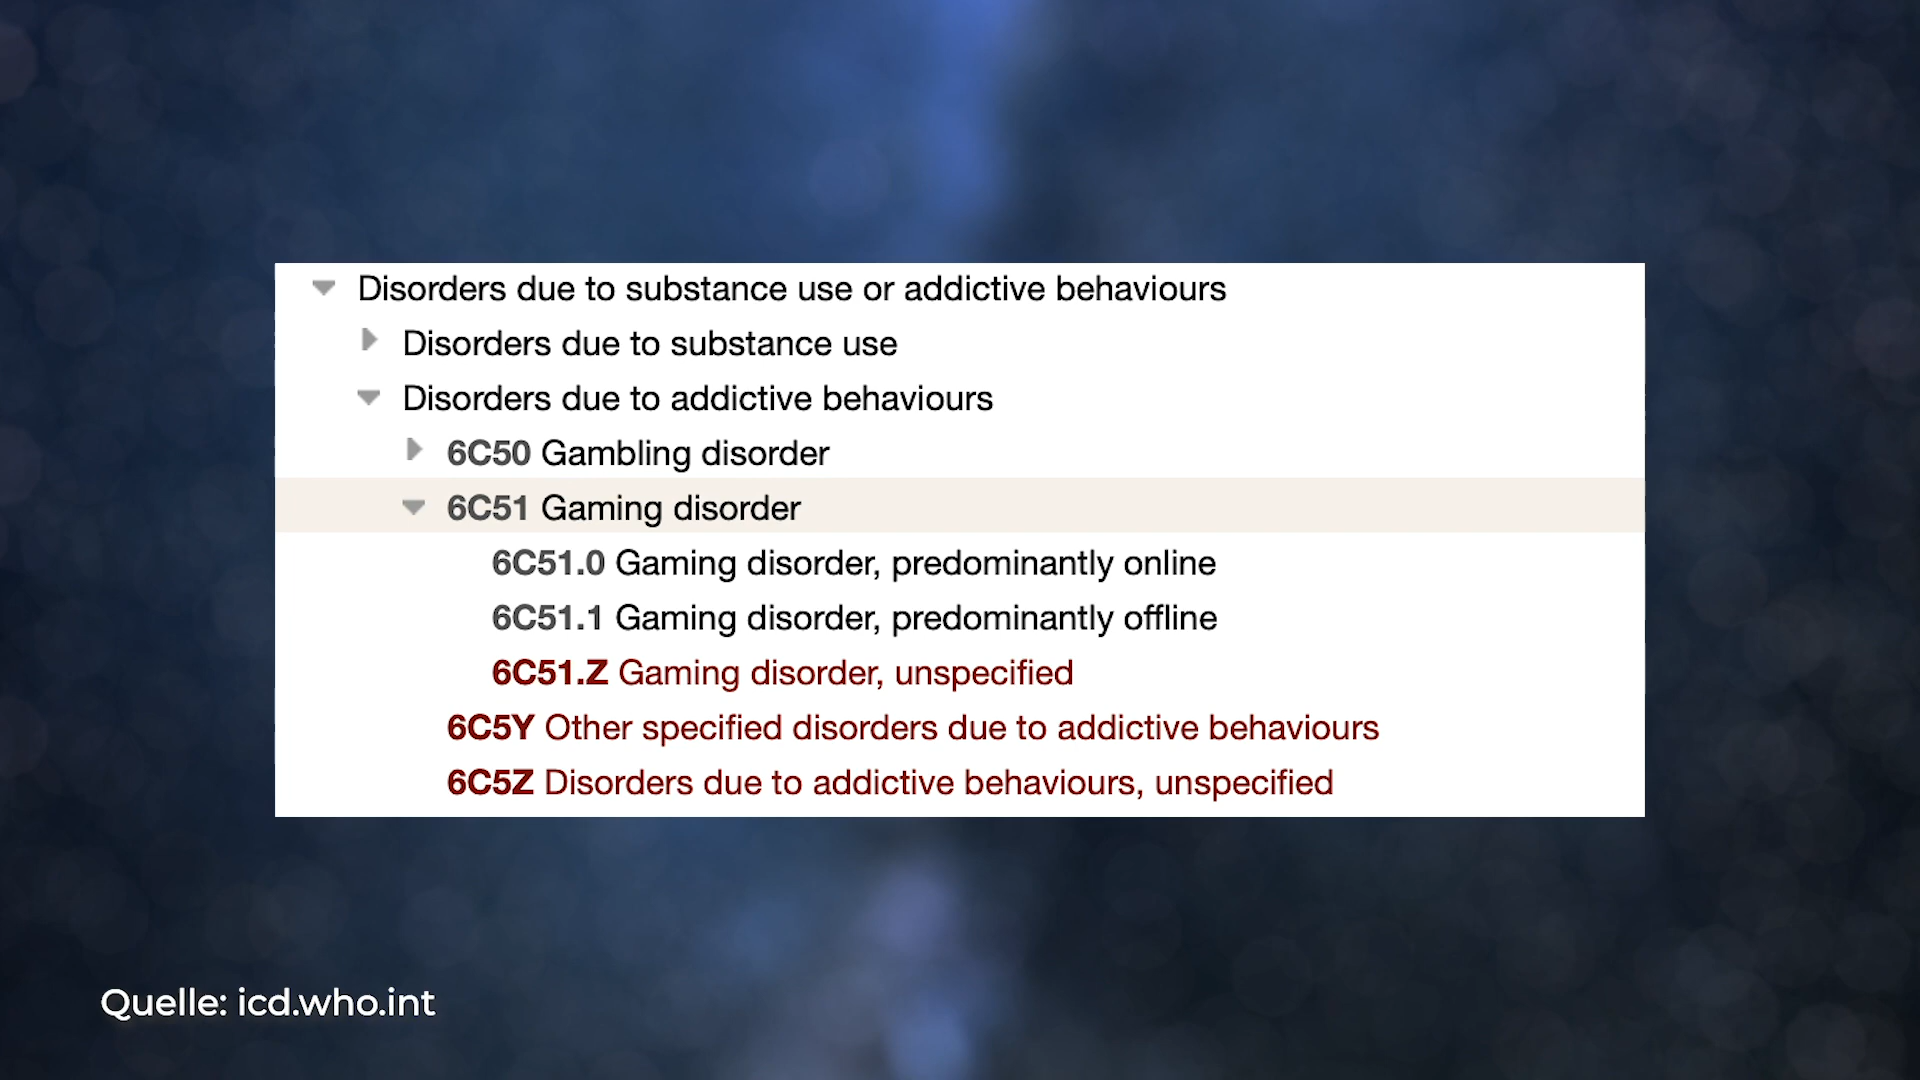 Disorders due to substance use or addictive behaviours
Disorders due to substance use
Disorders due to addictive behaviours
6C50 Gambling disorder
6C51 Gaming disorder
6C51.0 Gaming disorder, predominantly online
6C51.1 Gaming disorder, predominantly offline
6C51.Z Gaming disorder, unspecified
6C5Y Other specified disorders due to addictive behaviours
6C5Z Disorders due to addictive behaviours, unspecified
Quelle: icd.who.int